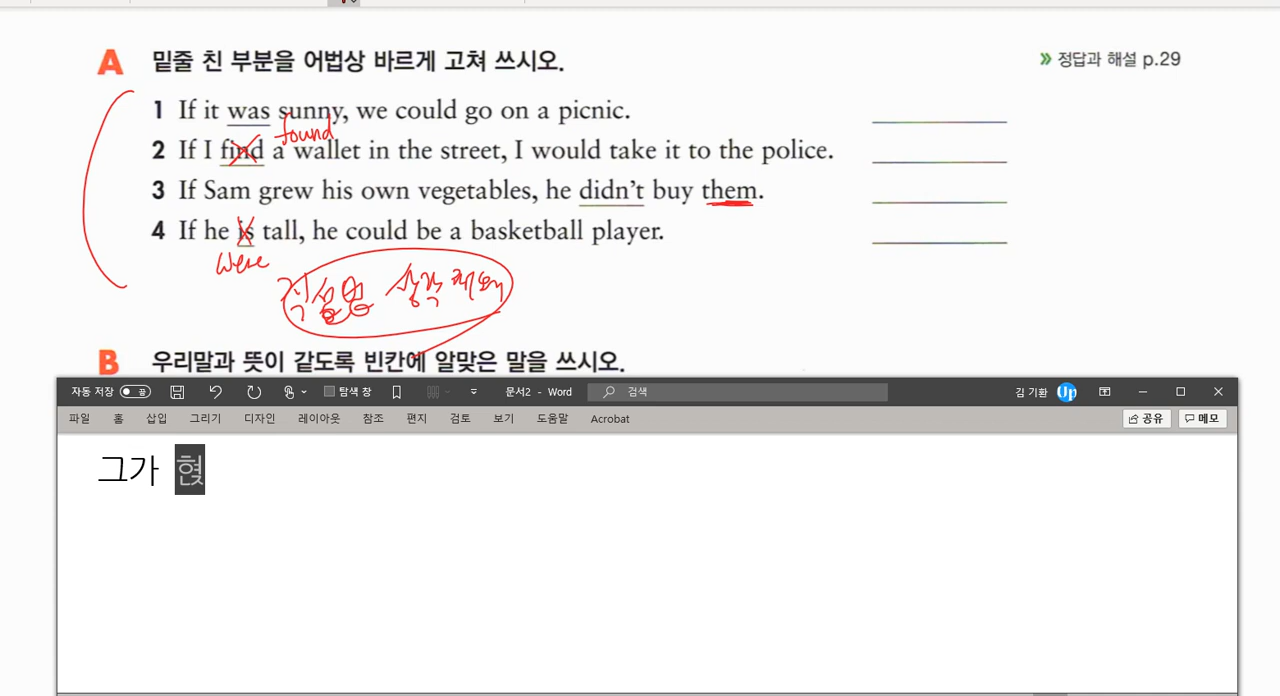 A 밑줄 친 부분을 어법상 바르게 고쳐 쓰시오.
» 정답과 해설 p.29
1 If it was sunny, we could go on a picnic.
found
2 If I find a wallet in the street, I would take it to the police.
3 If Sam grew his own vegetables, he didn't buy them.
4 If he is tall, he could be a basketball player.
were
직설법
B 우리말과 뜻이 같도록 빈칸에 알맞은 말을 쓰시오.
자동 저장 끔 탐색 창 문서2 - Word 검색 김 기환
파일 홈 삽입 그리기 디자인 레이아웃 참조 편지 검토 보기 도움말 Acrobat 공유 메모
그가